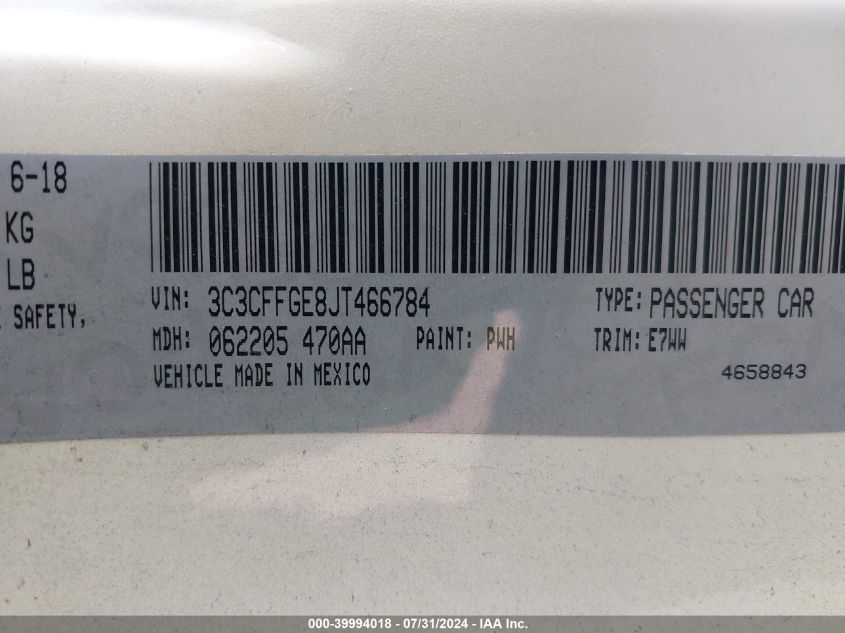 6-18
KG
LB
E SAFETY,
VIN: 3C3CFFGE8JT466784 TYPE: PASSENGER CAR
MDH: 062205 470AA PAINT: PWH TRIM: E7WW
VEHICLE MADE IN MEXICO 4658843
000-39994018 - 07/31/2024 - IAA Inc.